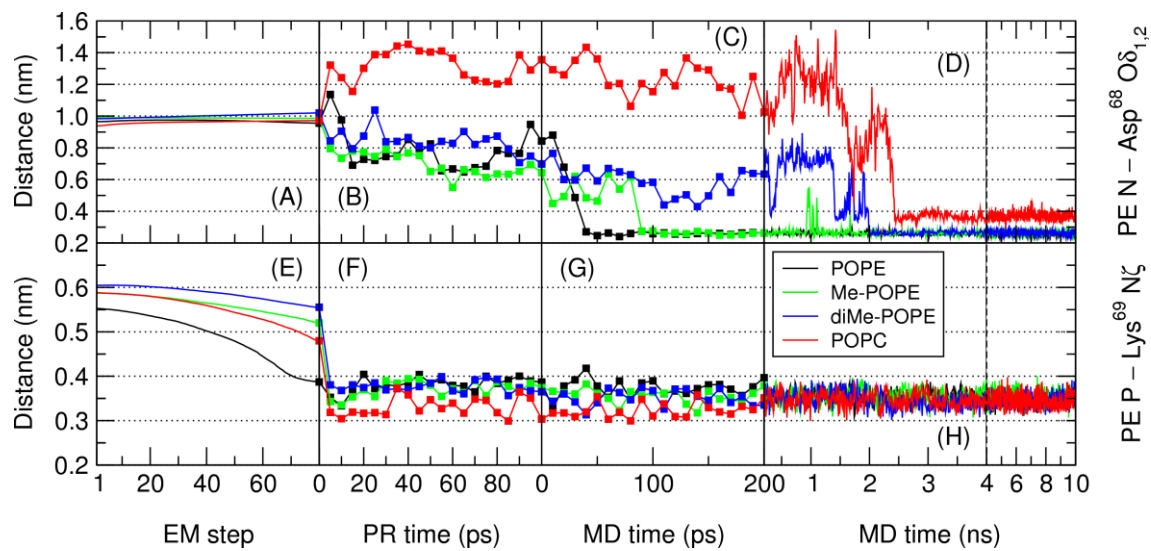 1.6
1.4
1.2
1.0
0.8
0.6
0.4
0.2
Distance (nm)
(A)
(B)
(C)
(D)
PE N – Asp68 Oδ1,2
0.6
0.5
0.4
0.3
0.2
Distance (nm)
(E)
(F)
(G)
(H)
POPE
Me-POPE
diMe-POPE
POPC
PE P – Lys69 Nζ
1 20 40 60 0 20 40 60 80 0 100 200 1 2 3 4 6 8 10
EM step PR time (ps) MD time (ps) MD time (ns)